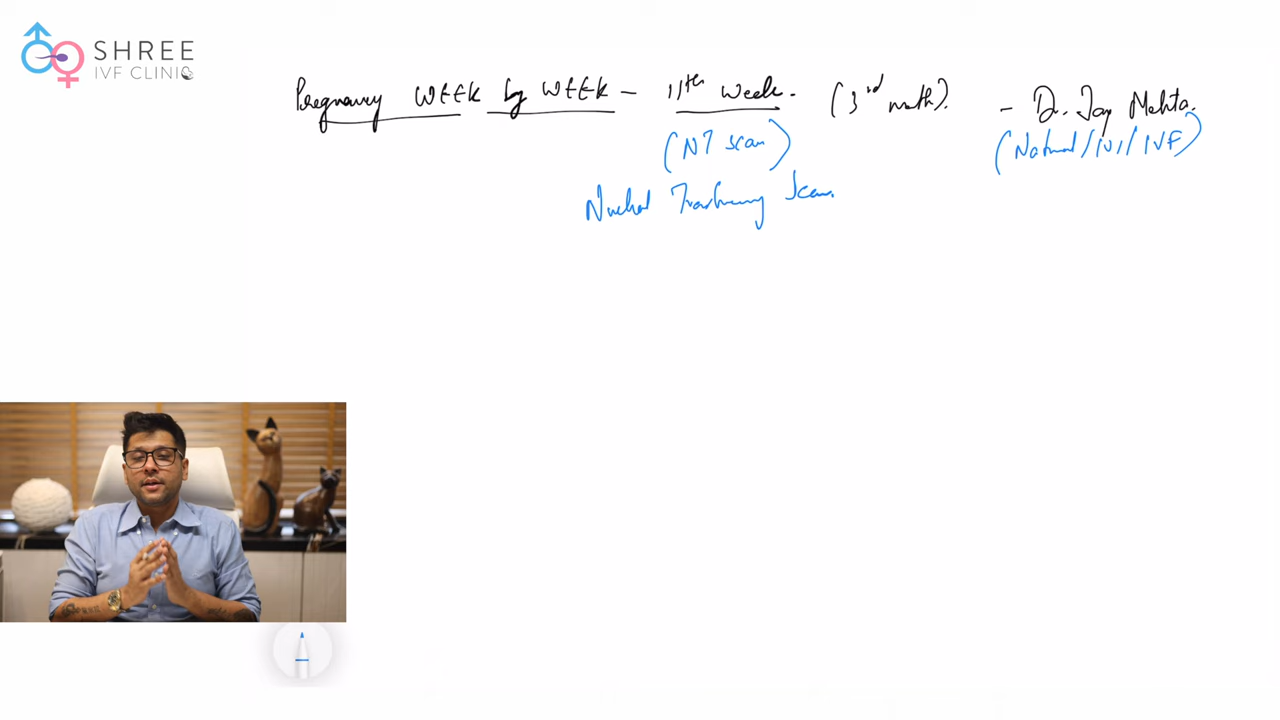 SHREE
IVF CLINIC
Pregnancy WEEK by WEEK - 11th Week. (3rd month). - Dr. Jay Mehta.
(NT scan) (Natural/IUI/IVF)
Nuchal Scan.